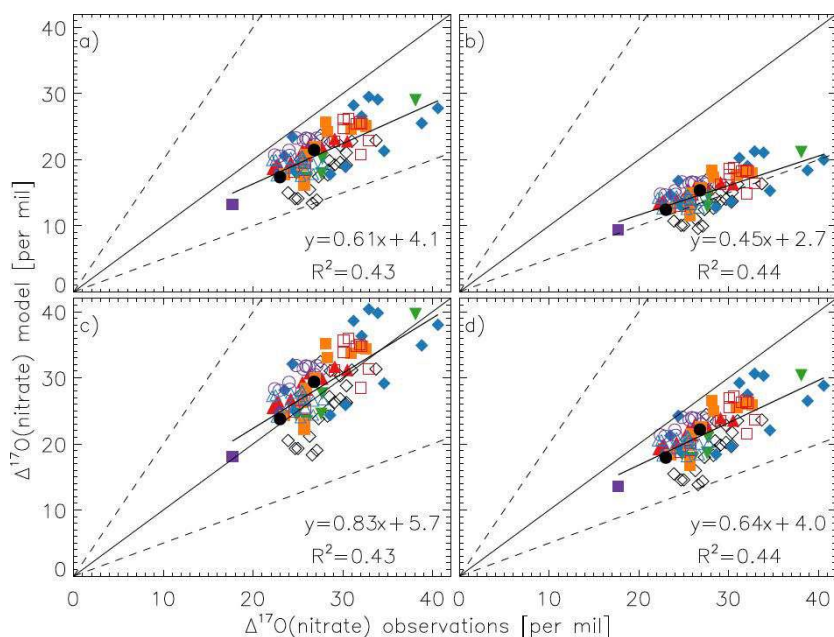 a)
b)
40
30
20
10
0
y=0.61x+4.1
R²=0.43
y=0.45x+2.7
R²=0.44
Δ¹⁷O(nitrate) model [per mil]
c)
d)
40
30
20
10
0
y=0.83x+5.7
R²=0.43
y=0.64x+4.0
R²=0.44
0 10 20 30 40 0 10 20 30 40
Δ¹⁷O(nitrate) observations [per mil]